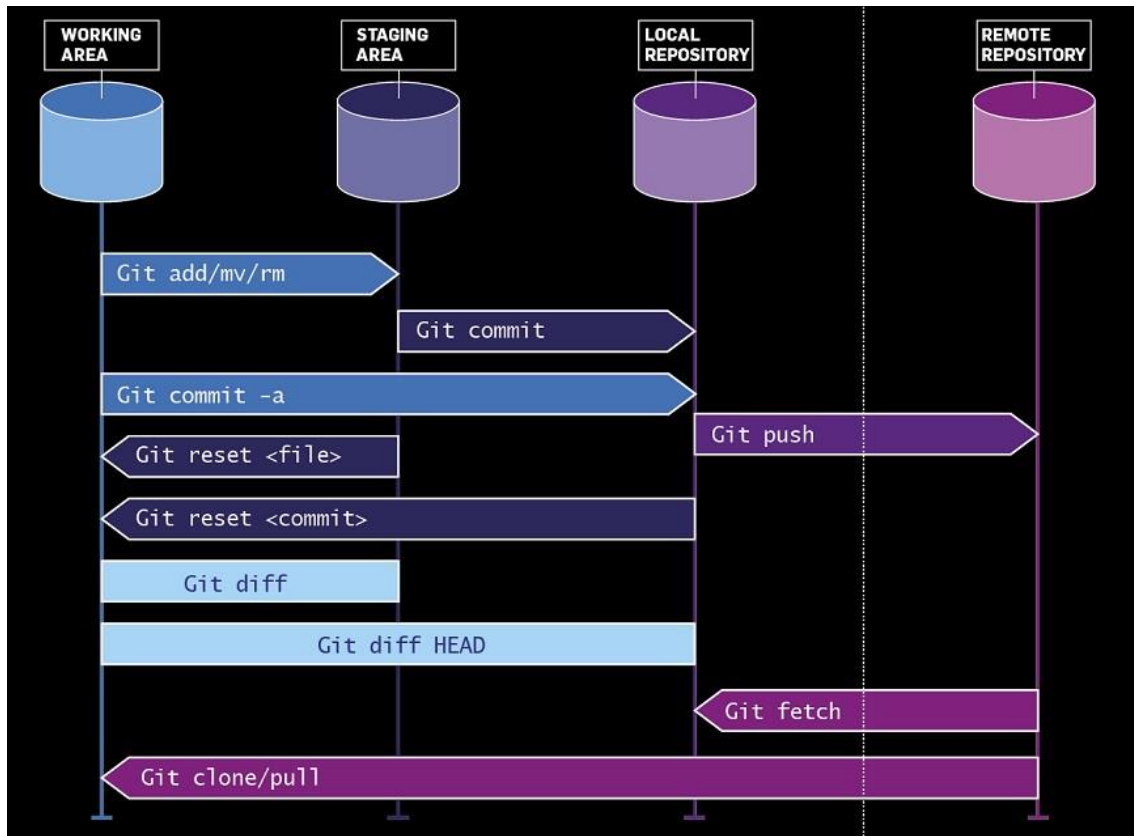 WORKING
AREA
STAGING
AREA
LOCAL
REPOSITORY
REMOTE
REPOSITORY
Git add/mv/rm
Git commit
Git commit –a
Git push
Git reset <file>
Git reset <commit>
Git diff
Git diff HEAD
Git fetch
Git clone/pull